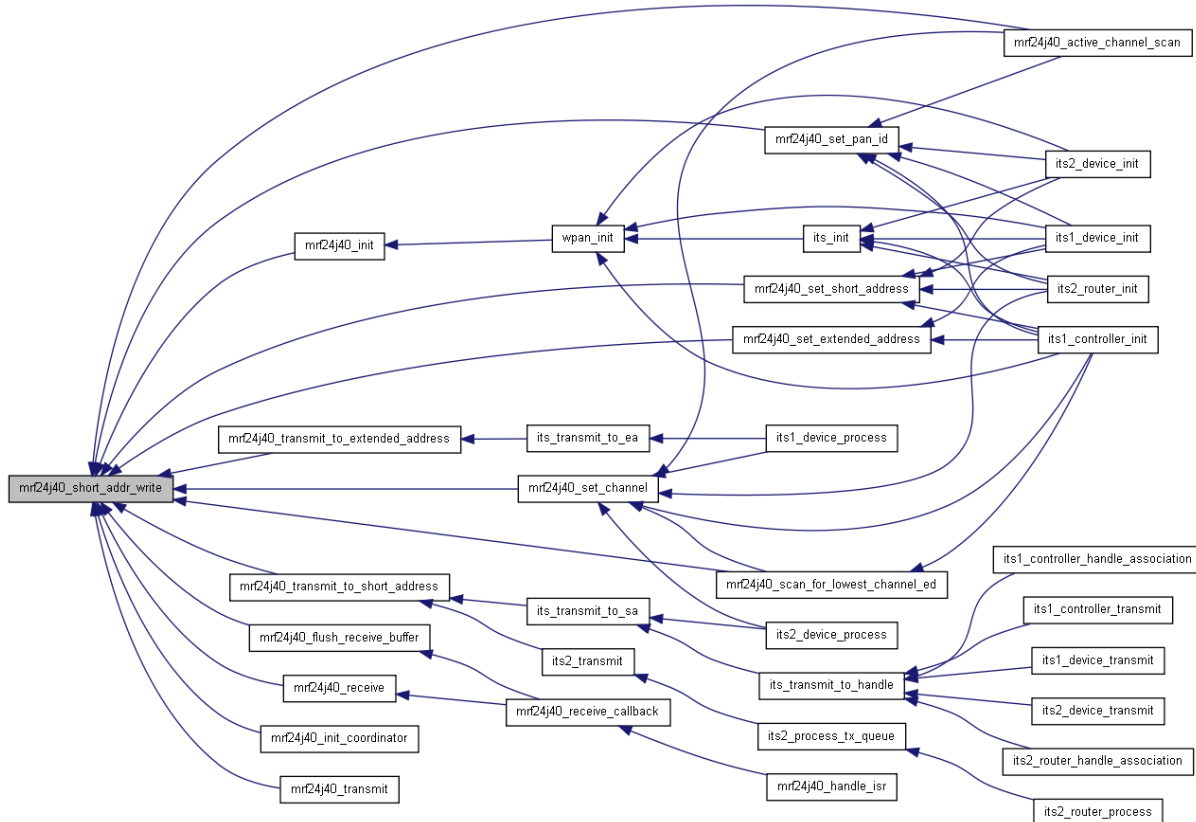 mrf24j40_active_channel_scan
mrf24j40_set_pan_id
its2_device_init
mrf24j40_init
wpan_init
its_init
its1_device_init
mrf24j40_set_short_address
its2_router_init
mrf24j40_set_extended_address
its1_controller_init
mrf24j40_transmit_to_extended_address
its_transmit_to_ea
its1_device_process
mrf24j40_short_addr_write
mrf24j40_set_channel
mrf24j40_scan_for_lowest_channel_ed
its1_controller_handle_association
mrf24j40_transmit_to_short_address
its_transmit_to_sa
its1_controller_transmit
mrf24j40_flush_receive_buffer
its2_device_process
its2_transmit
its1_device_transmit
mrf24j40_receive
its_transmit_to_handle
mrf24j40_receive_callback
its2_device_transmit
mrf24j40_init_coordinator
its2_process_tx_queue
its2_router_handle_association
mrf24j40_transmit
mrf24j40_handle_isr
its2_router_process